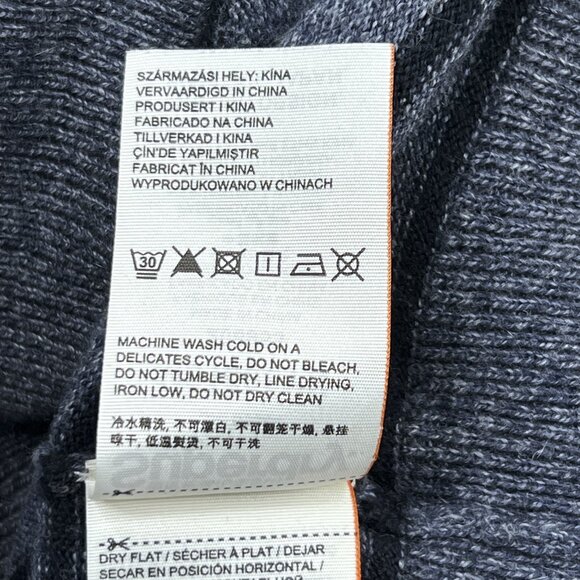 SZÁRMAZÁSI HELY: KÍNA
VERVAARDIGD IN CHINA
PRODUSERT I KINA
FABRICADO NA CHINA
TILLVERKAD I KINA
ÇİN'DE YAPILMIŞTIR
FABRICAT ÎN CHINA
WYPRODUKOWANO W CHINACH
30
MACHINE WASH COLD ON A
DELICATES CYCLE, DO NOT BLEACH,
DO NOT TUMBLE DRY, LINE DRYING,
IRON LOW, DO NOT DRY CLEAN
冷水精洗, 不可漂白, 不可翻笼干燥, 悬挂
晾干, 低温熨烫, 不可干洗
DRY FLAT / SÉCHER À PLAT / DEJAR
SECAR EN POSICIÓN HORIZONTAL /